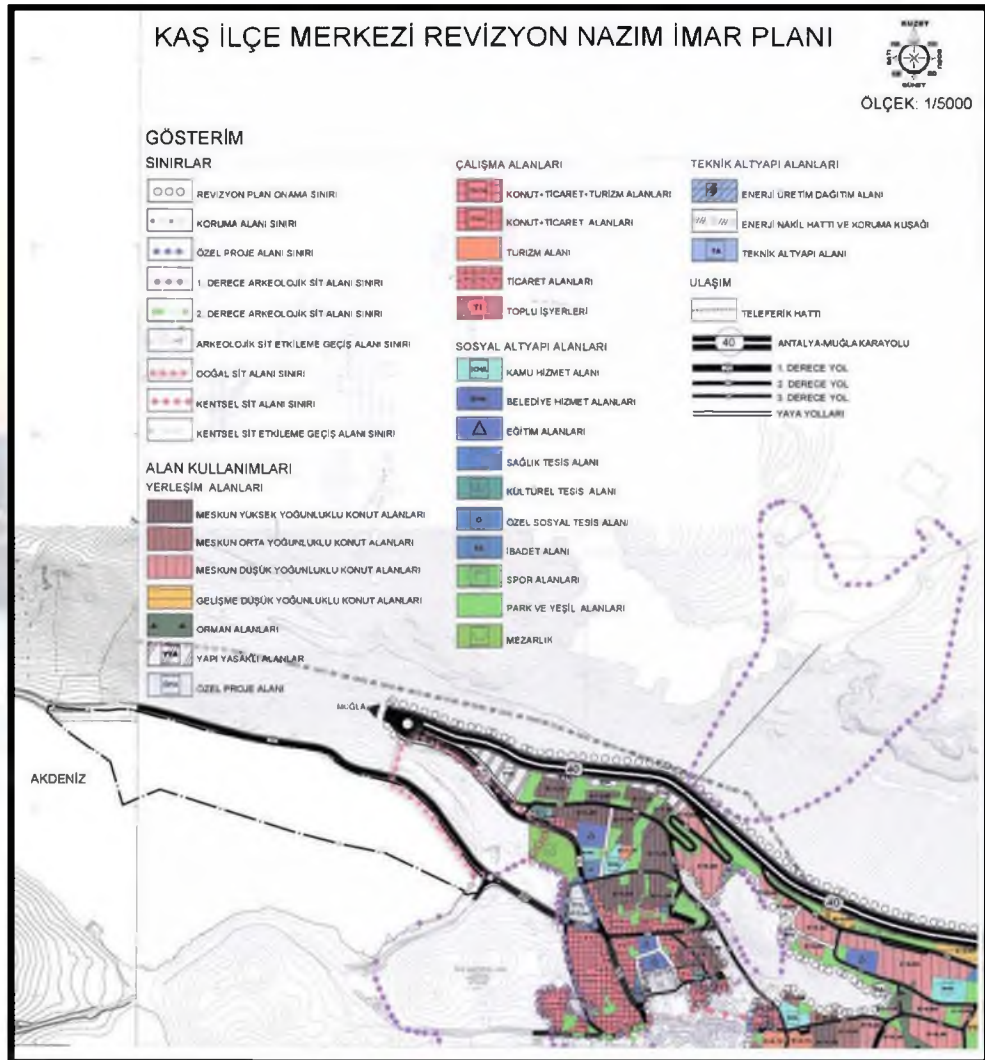 KAŞ İLÇE MERKEZİ REVİZYON NAZIM İMAR PLANI
KUZEY
GÜNEY
ÖLÇEK: 1/5000
GÖSTERİM
SINIRLAR
REVİZYON PLAN ONAMA SINIRI
KORUMA ALANI SINIRI
ÖZEL PROJE ALANI SINIRI
1. DERECE ARKEOLOJİK SİT ALANI SINIRI
2. DERECE ARKEOLOJİK SİT ALANI SINIRI
ARKEOLOJİK SİT ETKİLEME GEÇİŞ ALANI SINIRI
DOĞAL SİT ALANI SINIRI
KENTSEL SİT ALANI SINIRI
KENTSEL SİT ETKİLEME GEÇİŞ ALANI SINIRI
ALAN KULLANIMLARI
YERLEŞİM ALANLARI
MESKUN YÜKSEK YOĞUNLUKLU KONUT ALANLARI
MESKUN ORTA YOĞUNLUKLU KONUT ALANLARI
MESKUN DÜŞÜK YOĞUNLUKLU KONUT ALANLARI
GELİŞME DÜŞÜK YOĞUNLUKLU KONUT ALANLARI
ORMAN ALANLARI
YYA YAPI YASAKLI ALANLAR
ÖZEL PROJE ALANI
ÇALIŞMA ALANLARI
KONUT+TİCARET+TURİZM ALANLARI
KONUT+TİCARET ALANLARI
TURİZM ALANI
TİCARET ALANLARI
Tİ TOPLU İŞYERLERİ
SOSYAL ALTYAPI ALANLARI
KAMU HİZMET ALANI
BELEDİYE HİZMET ALANLARI
EĞİTİM ALANLARI
SAĞLIK TESİS ALANI
KÜLTÜREL TESİS ALANI
ÖZEL SOSYAL TESİS ALANI
İBADET ALANI
SPOR ALANLARI
PARK VE YEŞİL ALANLARI
MEZARLIK
TEKNİK ALTYAPI ALANLARI
ENERJİ ÜRETİM DAĞITIM ALANI
ENERJİ NAKİL HATTI VE KORUMA KUŞAĞI
TA TEKNİK ALTYAPI ALANI
ULAŞIM
TELEFERİK HATTI
40 ANTALYA-MUĞLA KARAYOLU
1. DERECE YOL
2. DERECE YOL
3. DERECE YOL
YAYA YOLLARI
MUĞLA
AKDENİZ
40
40